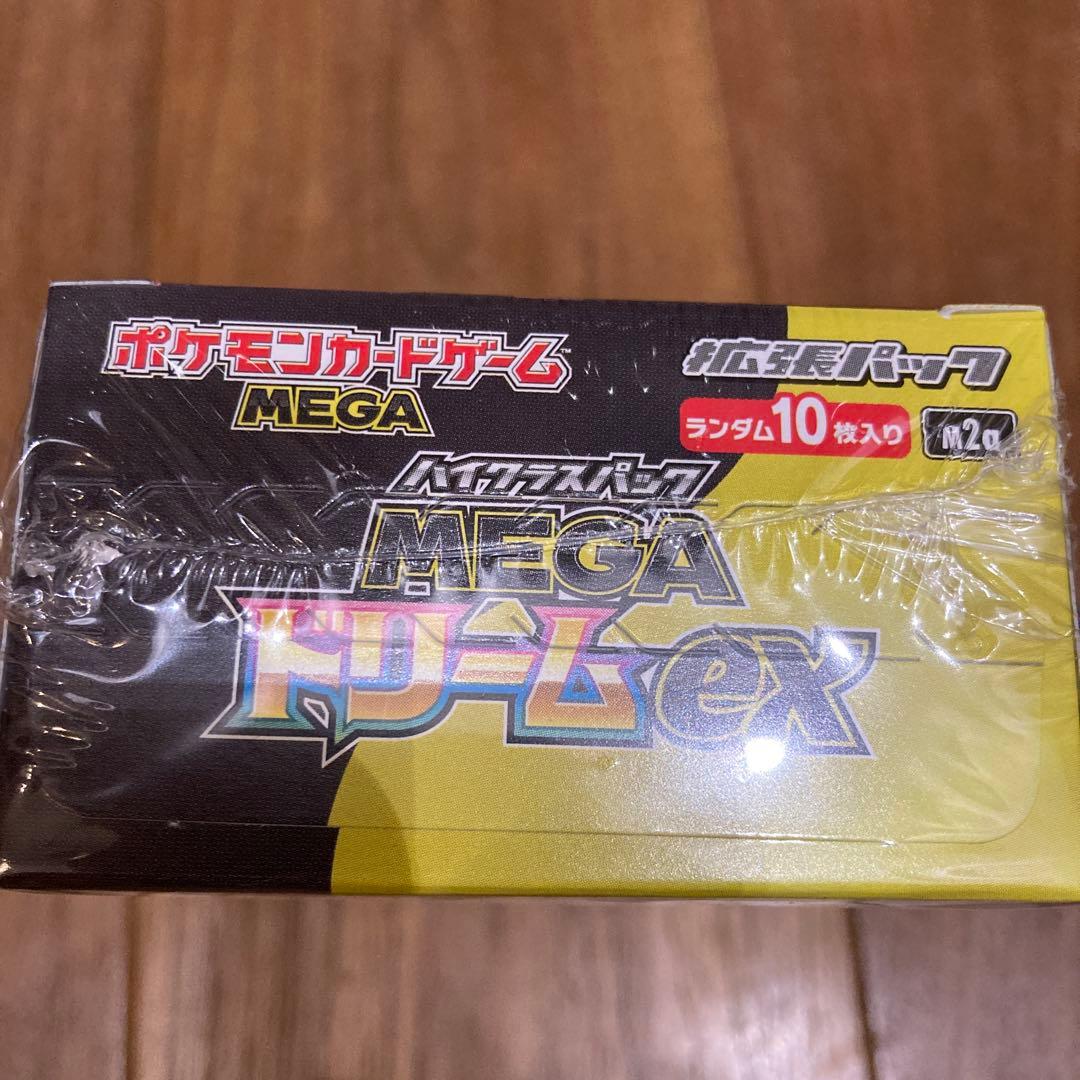 ポケモンカードゲーム™
MEGA
拡張パック
ランダム10枚入り
M2a
ハイクラスパック
MEGA
ドリームex